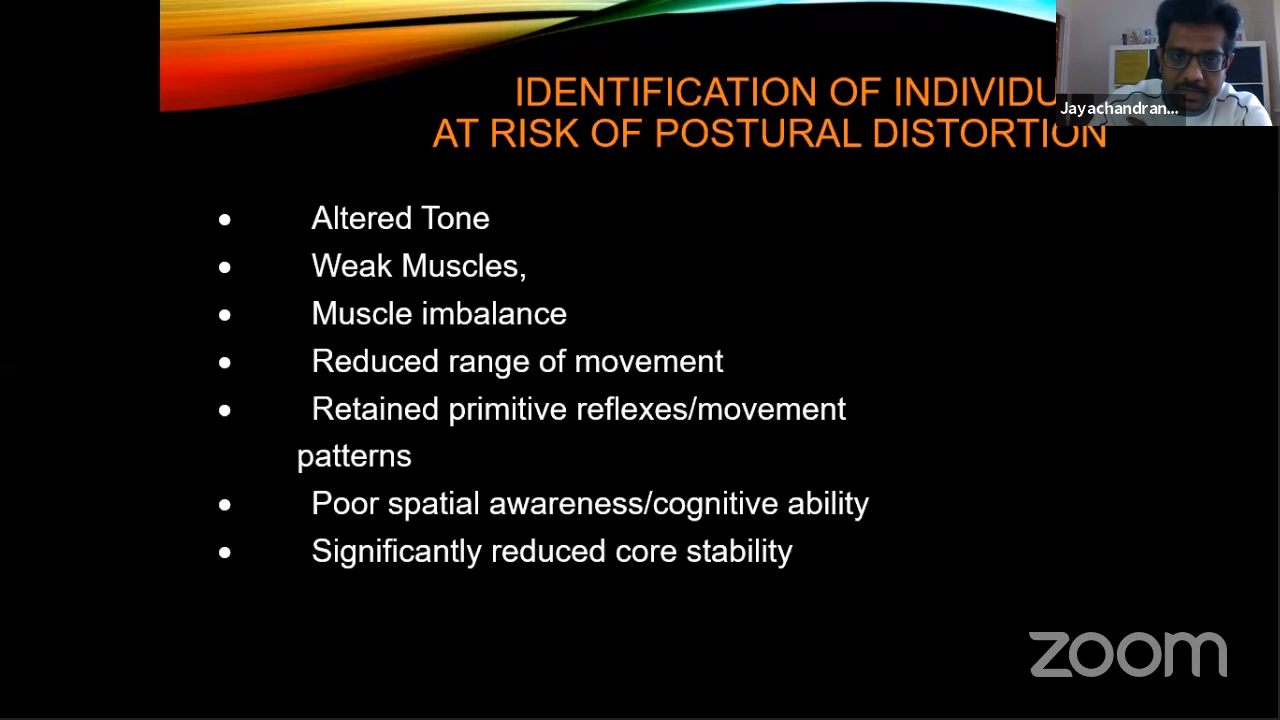 IDENTIFICATION OF INDIVIDU
AT RISK OF POSTURAL DISTORTION
Jayachandran...
• Altered Tone
• Weak Muscles,
• Muscle imbalance
• Reduced range of movement
• Retained primitive reflexes/movement
patterns
• Poor spatial awareness/cognitive ability
• Significantly reduced core stability
zoom